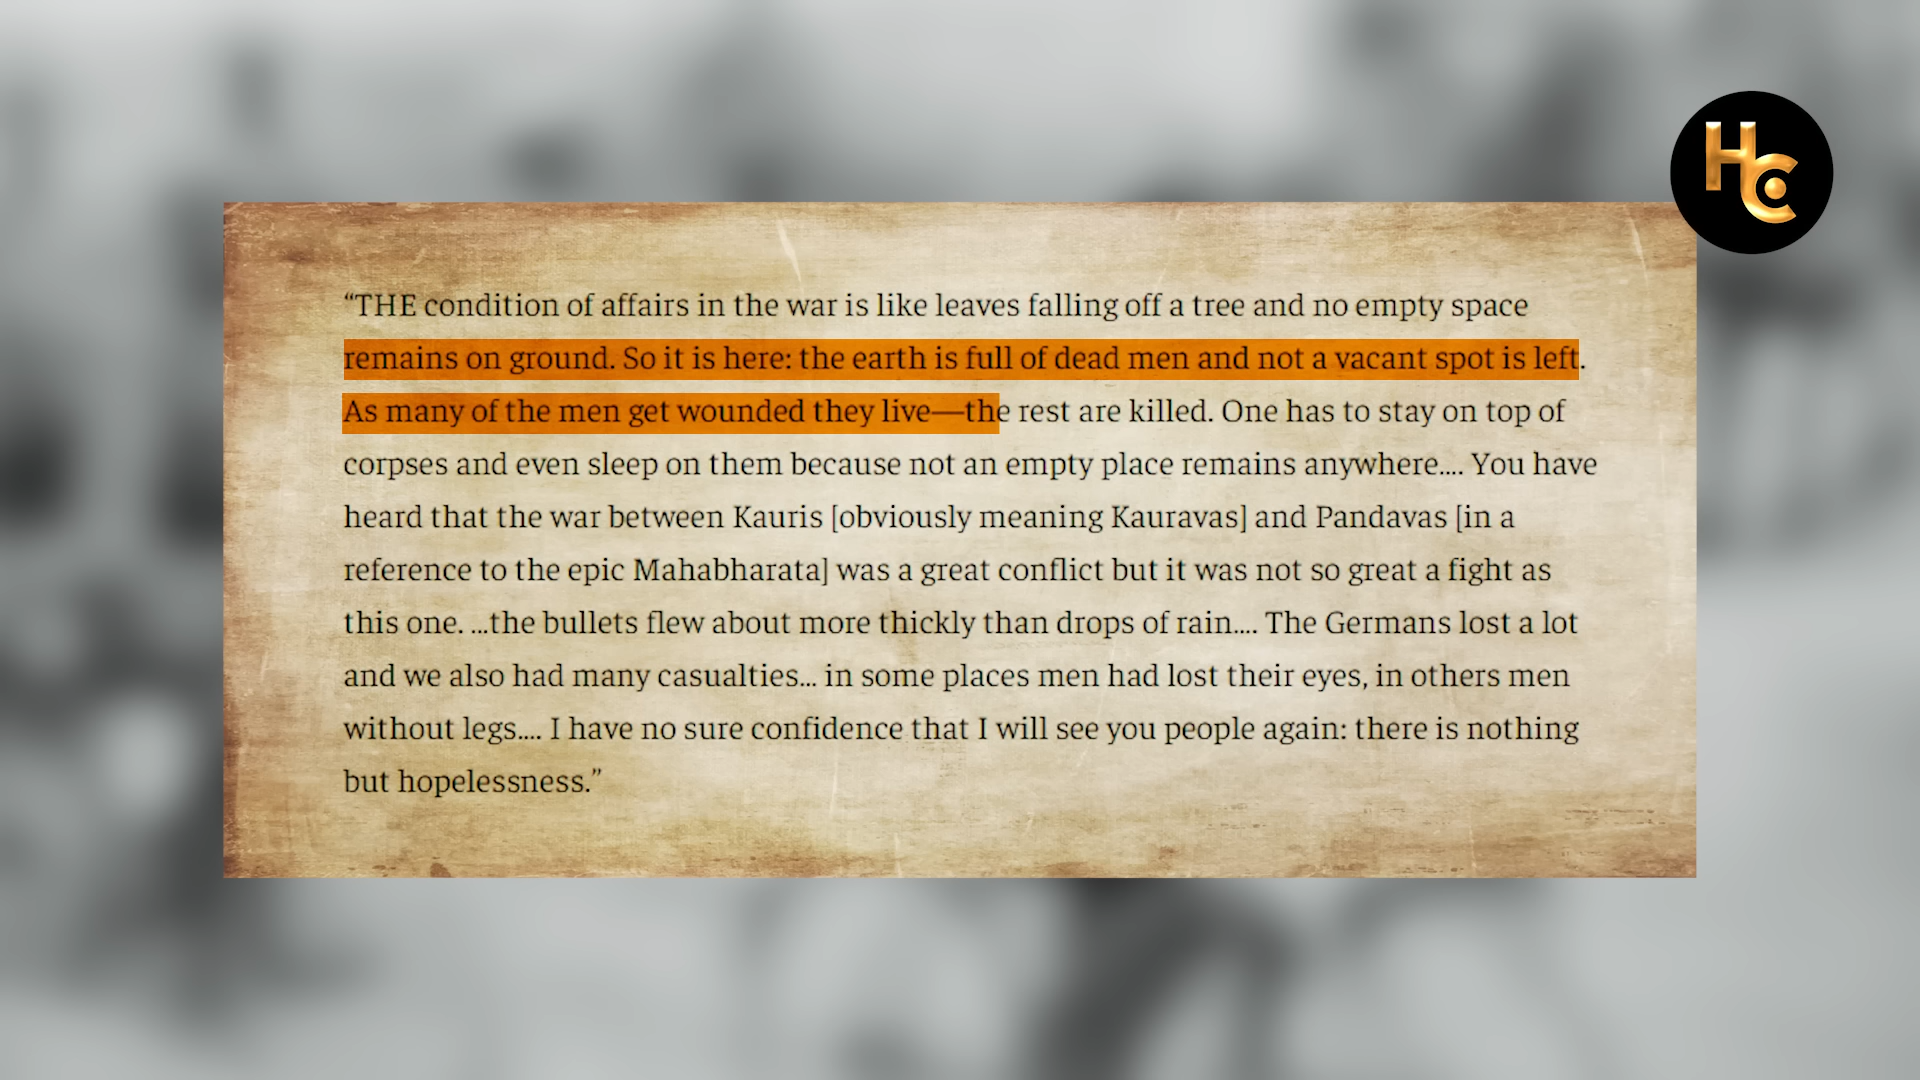 HC
“THE condition of affairs in the war is like leaves falling off a tree and no empty space
remains on ground. So it is here: the earth is full of dead men and not a vacant spot is left.
As many of the men get wounded they live—the rest are killed. One has to stay on top of
corpses and even sleep on them because not an empty place remains anywhere.... You have
heard that the war between Kauris [obviously meaning Kauravas] and Pandavas [in a
reference to the epic Mahabharata] was a great conflict but it was not so great a fight as
this one. ...the bullets flew about more thickly than drops of rain.... The Germans lost a lot
and we also had many casualties... in some places men had lost their eyes, in others men
without legs.... I have no sure confidence that I will see you people again: there is nothing
but hopelessness.”